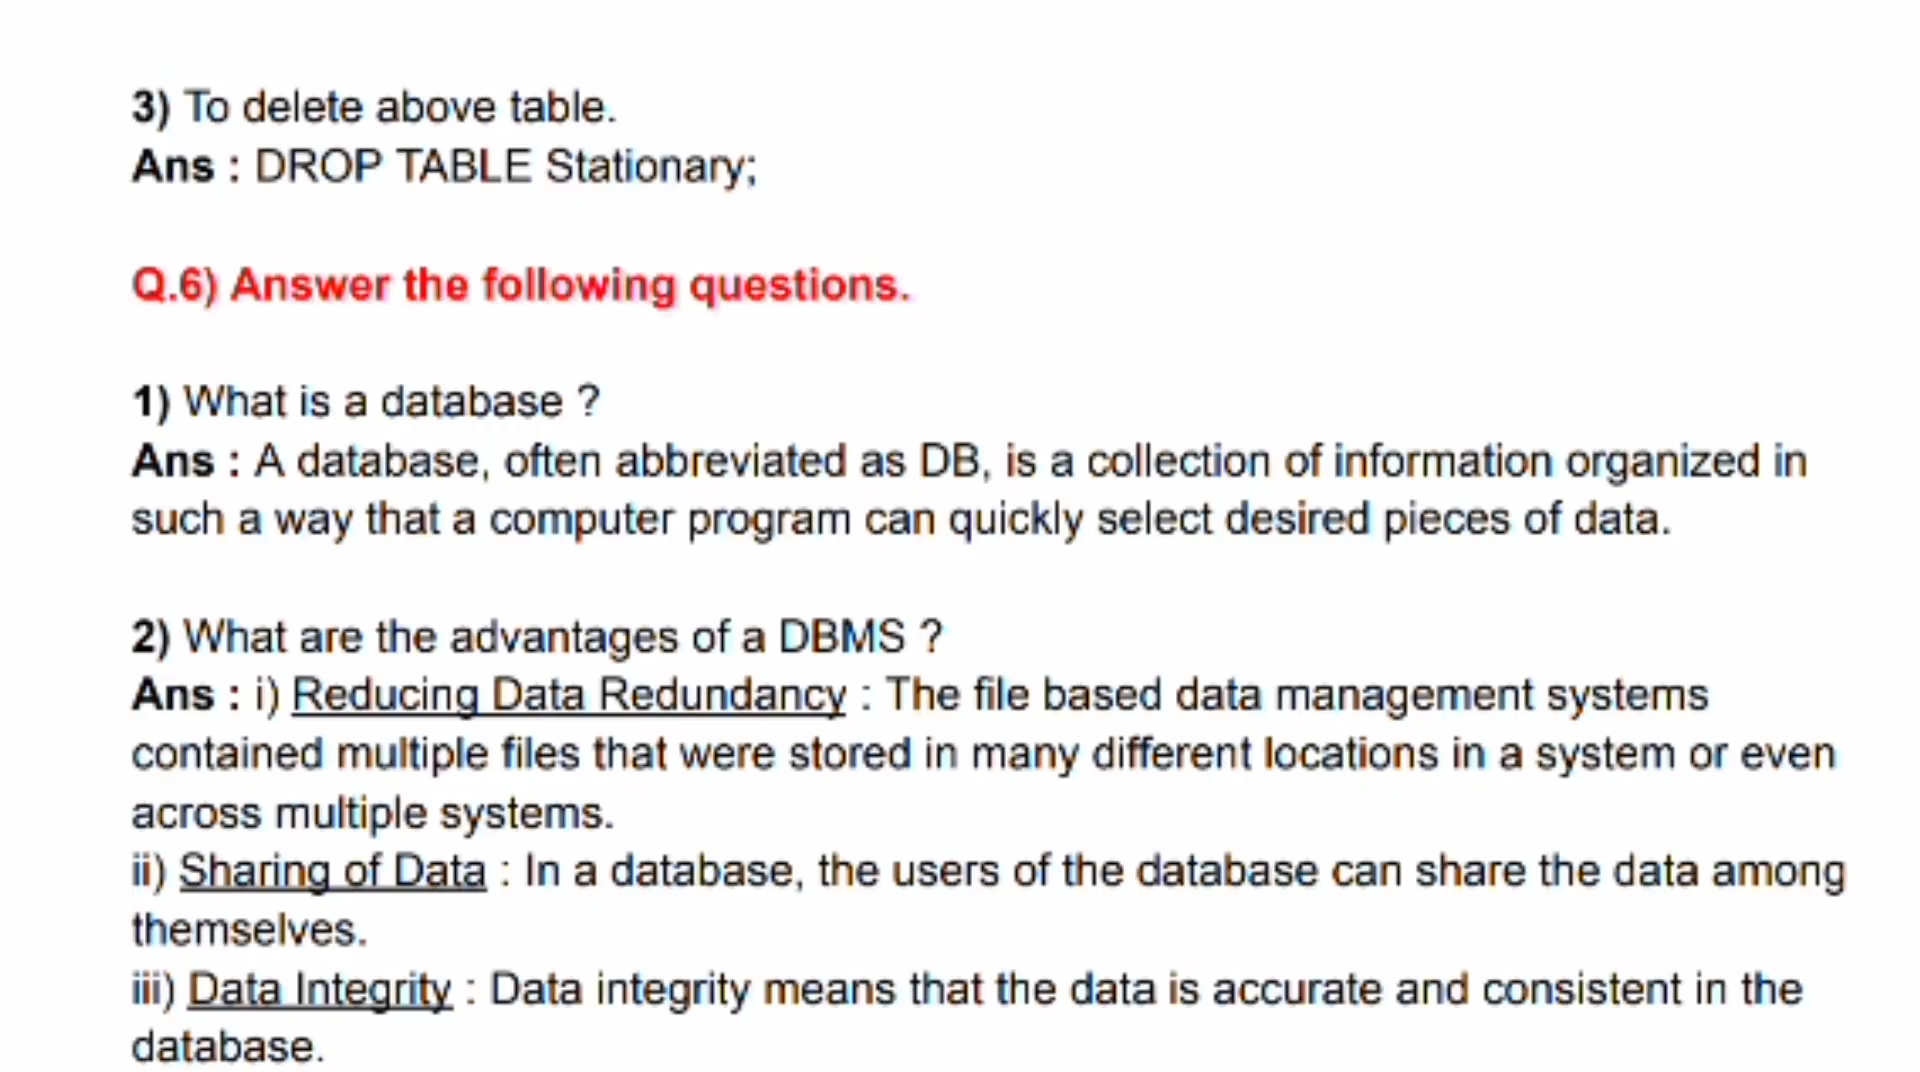 3) To delete above table.
Ans : DROP TABLE Stationary;
Q.6) Answer the following questions.
1) What is a database ?
Ans : A database, often abbreviated as DB, is a collection of information organized in
such a way that a computer program can quickly select desired pieces of data.
2) What are the advantages of a DBMS ?
Ans : i) Reducing Data Redundancy : The file based data management systems
contained multiple files that were stored in many different locations in a system or even
across multiple systems.
ii) Sharing of Data : In a database, the users of the database can share the data among
themselves.
iii) Data Integrity : Data integrity means that the data is accurate and consistent in the
database.